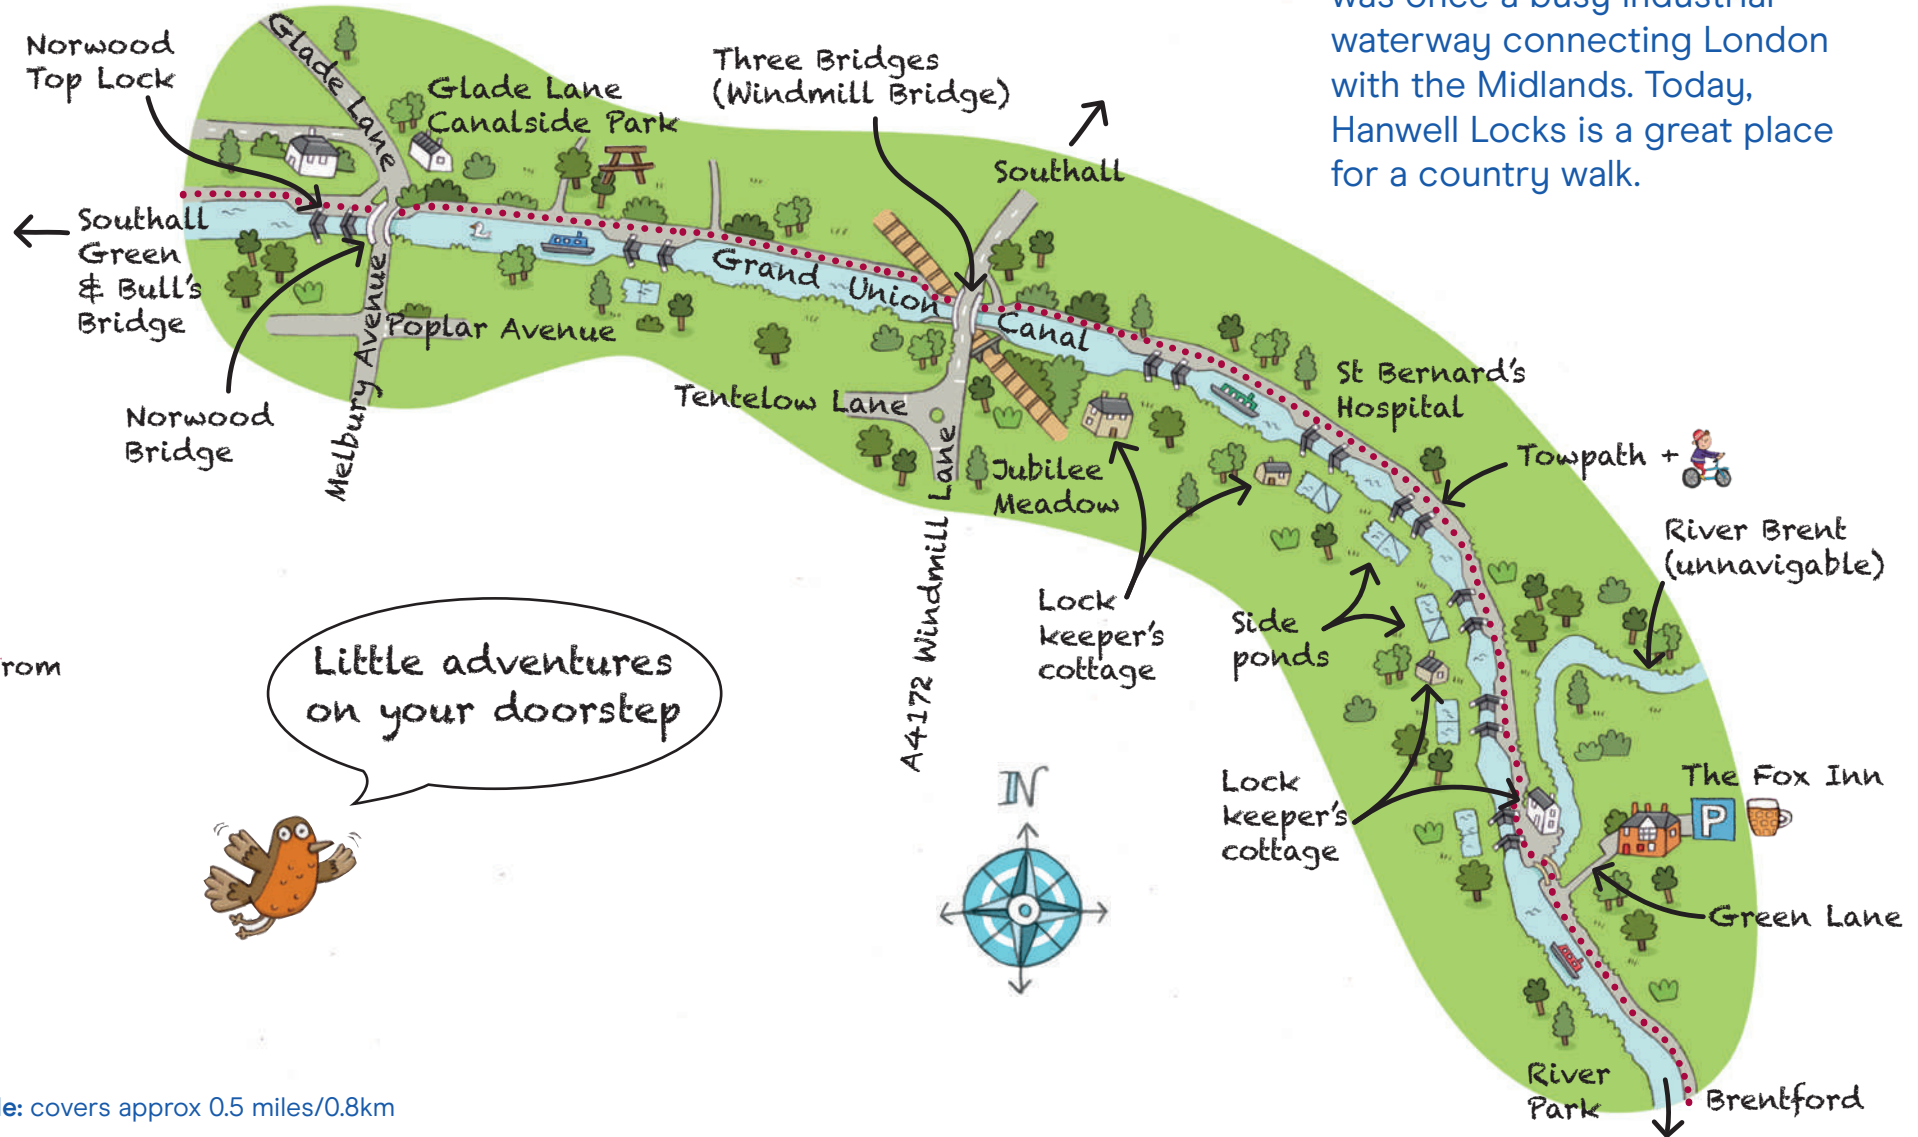 was once a busy industrial
waterway connecting London
with the Midlands. Today,
Hanwell Locks is a great place
for a country walk.
Glade Lane
Norwood
Top Lock
Glade Lane
Canalside Park
Three Bridges
(Windmill Bridge)
Southall
Southall
Green
& Bull's
Bridge
Grand Union
Canal
Poplar Avenue
Melbury Avenue
Norwood
Bridge
Tentelow Lane
A4172 Windmill Lane
Jubilee
Meadow
St Bernard's
Hospital
Towpath +
River Brent
(unnavigable)
Lock
keeper's
cottage
Side
ponds
Little adventures
on your doorstep
N
Lock
keeper's
cottage
The Fox Inn
P
Green Lane
River
Park
Brentford
covers approx 0.5 miles/0.8km